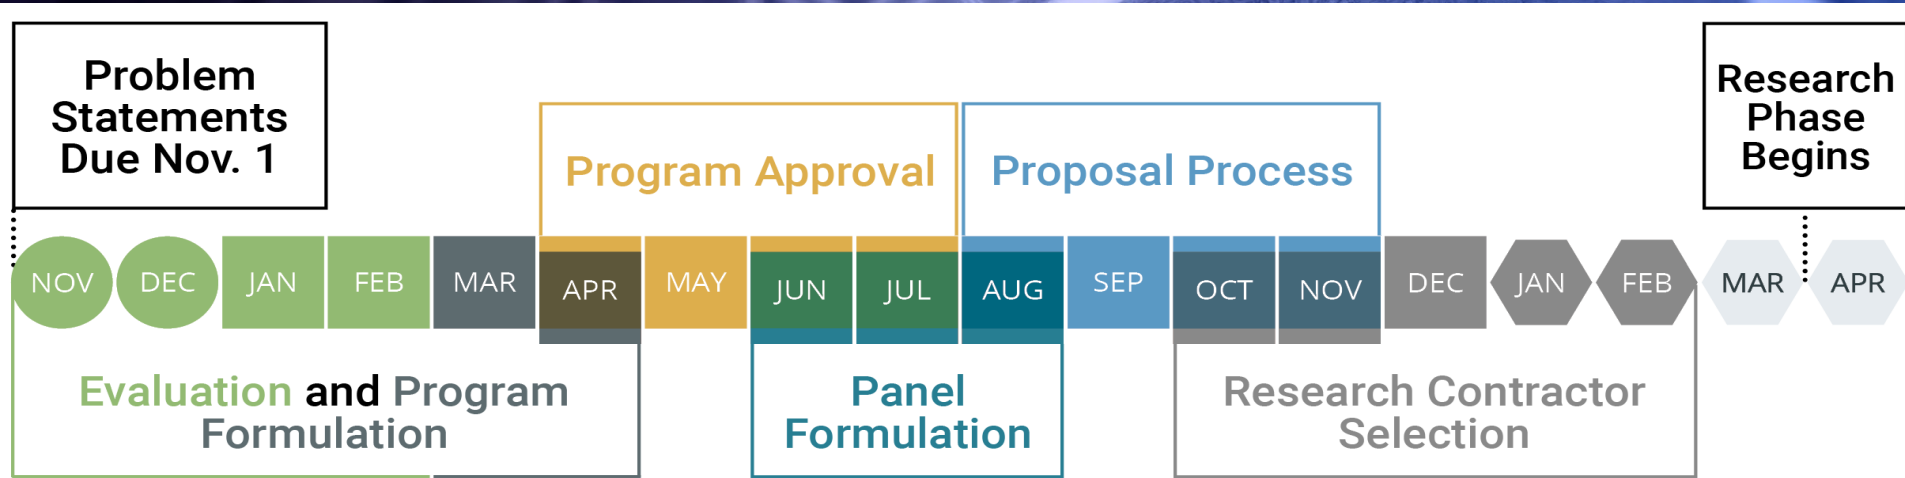 Problem
Statements
Due Nov. 1
Research
Phase
Begins
Program Approval
Proposal Process
NOV DEC JAN FEB MAR APR MAY JUN JUL AUG SEP OCT NOV DEC JAN FEB MAR APR
Evaluation and Program
Formulation
Panel
Formulation
Research Contractor
Selection